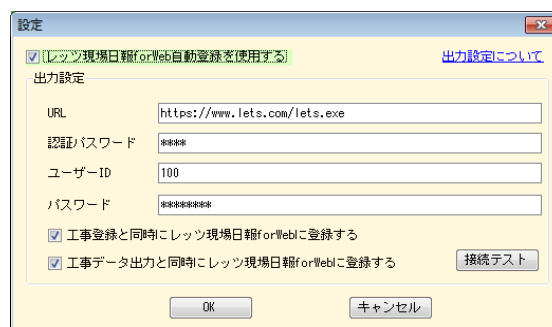 設定
レッツ現場日報forWeb自動登録を使用する
出力設定について
出力設定
URL
https://www.lets.com/lets.exe
認証パスワード
****
ユーザーID
100
パスワード
********
工事登録と同時にレッツ現場日報forWebに登録する
工事データ出力と同時にレッツ現場日報forWebに登録する
接続テスト
OK
キャンセル